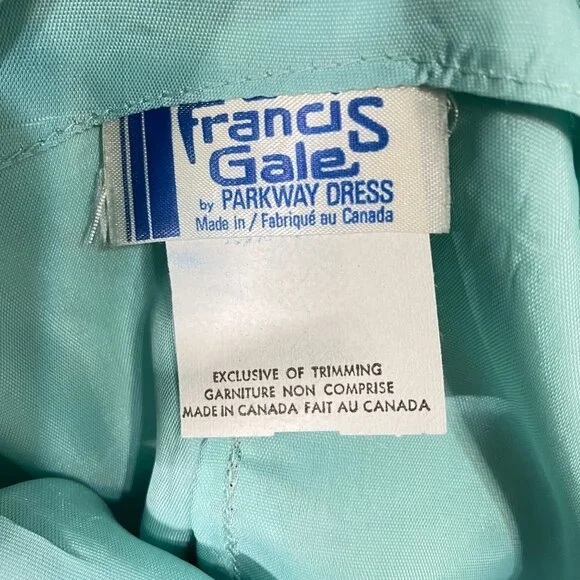 Francis
Gale
by PARKWAY DRESS
Made in / Fabriqué au Canada
EXCLUSIVE OF TRIMMING
GARNITURE NON COMPRISE
MADE IN CANADA FAIT AU CANADA